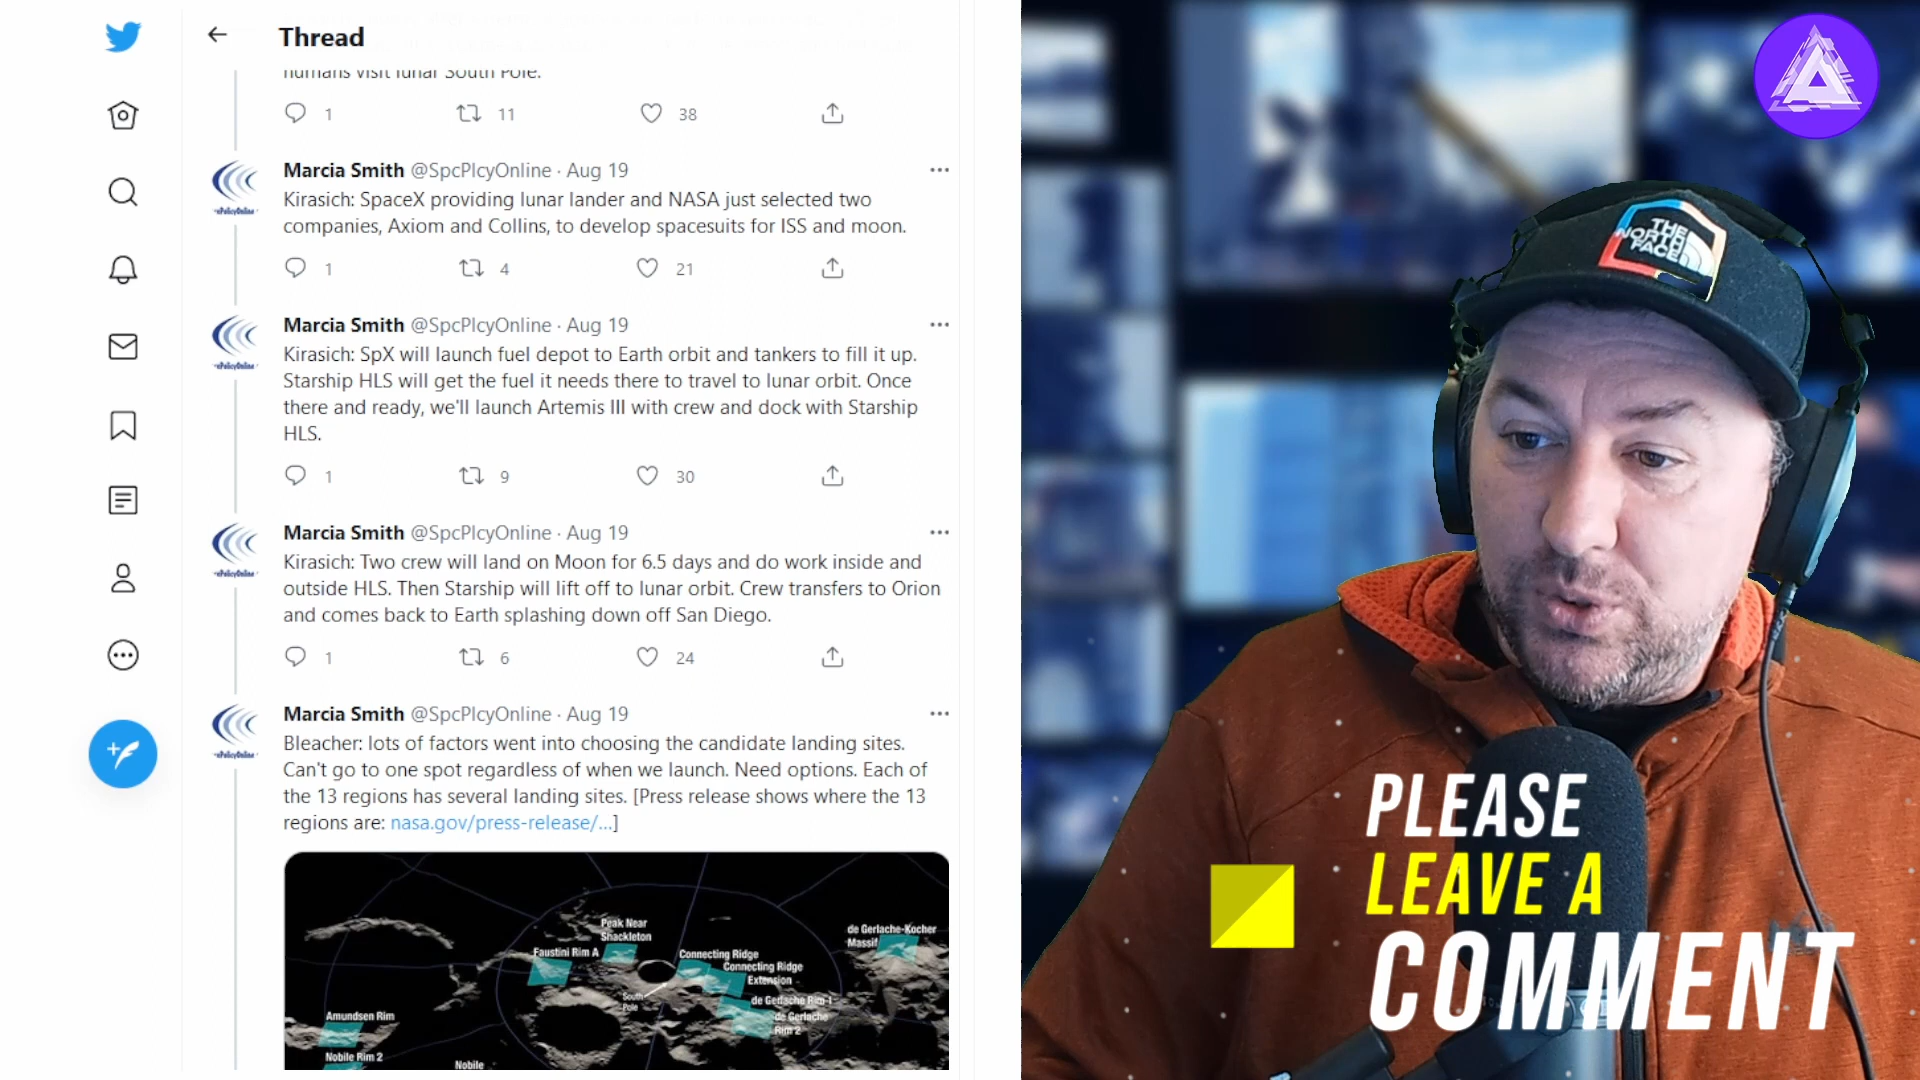 Thread
humans visit lunar South Pole.
1 11 38
Marcia Smith @SpcPlcyOnline · Aug 19
Kirasich: SpaceX providing lunar lander and NASA just selected two
companies, Axiom and Collins, to develop spacesuits for ISS and moon.
1 4 21
Marcia Smith @SpcPlcyOnline · Aug 19
Kirasich: SpX will launch fuel depot to Earth orbit and tankers to fill it up.
Starship HLS will get the fuel it needs there to travel to lunar orbit. Once
there and ready, we'll launch Artemis III with crew and dock with Starship
HLS.
1 9 30
Marcia Smith @SpcPlcyOnline · Aug 19
Kirasich: Two crew will land on Moon for 6.5 days and do work inside and
outside HLS. Then Starship will lift off to lunar orbit. Crew transfers to Orion
and comes back to Earth splashing down off San Diego.
1 6 24
Marcia Smith @SpcPlcyOnline · Aug 19
Bleacher: lots of factors went into choosing the candidate landing sites.
Can't go to one spot regardless of when we launch. Need options. Each of
the 13 regions has several landing sites. [Press release shows where the 13
regions are: nasa.gov/press-release/...]
Peak Near
Shackleton
de Gerlache-Kocher
Massif
Faustini Rim A
Connecting Ridge
Connecting Ridge
Extension
South
Pole
de Gerlache Rim 1
de Gerlache
Rim 2
Amundsen Rim
Nobile Rim 2
Nobile
THE
NORTH
FACE
PLEASE
LEAVE A
COMMENT